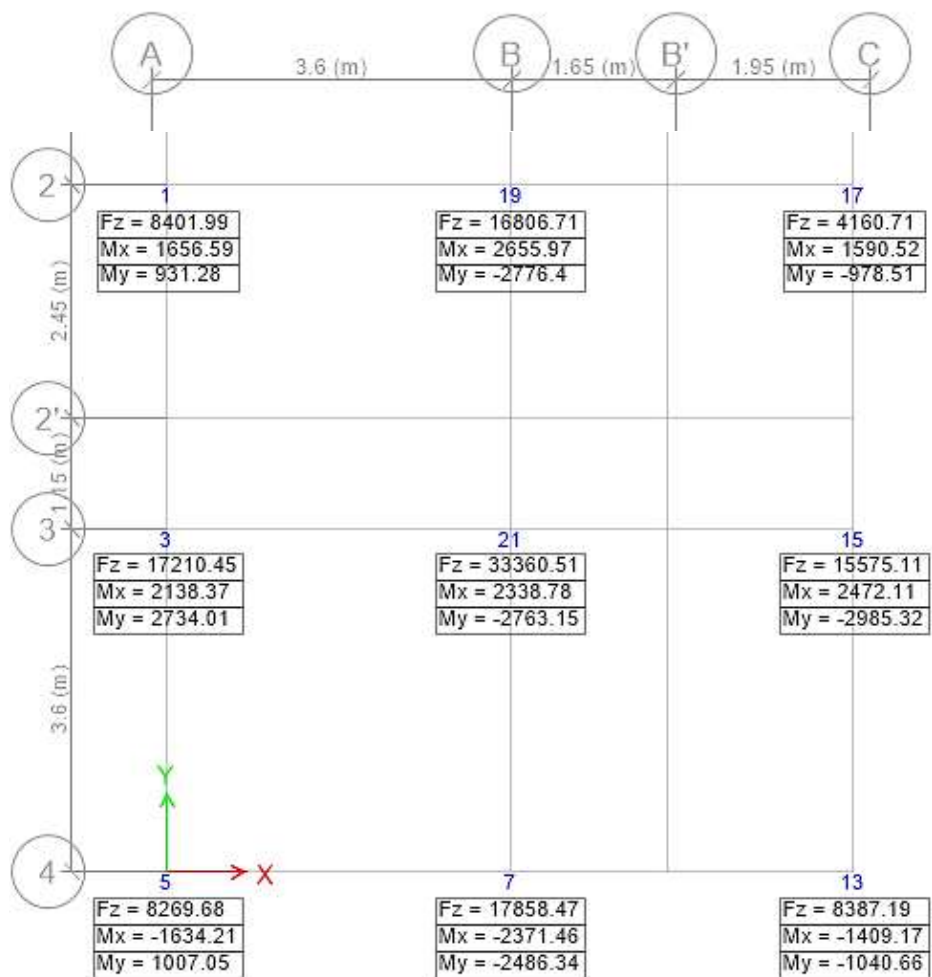 A
B
B'
C
3.6 (m)
1.65 (m)
1.95 (m)
2
1
19
17
Fz = 8401.99
Mx = 1656.59
My = 931.28
Fz = 16806.71
Mx = 2655.97
My = -2776.4
Fz = 4160.71
Mx = 1590.52
My = -978.51
2.45 (m)
2'
1.15 (m)
3
3
21
15
Fz = 17210.45
Mx = 2138.37
My = 2734.01
Fz = 33360.51
Mx = 2338.78
My = -2763.15
Fz = 15575.11
Mx = 2472.11
My = -2985.32
3.6 (m)
Y
X
4
5
7
13
Fz = 8269.68
Mx = -1634.21
My = 1007.05
Fz = 17858.47
Mx = -2371.46
My = -2486.34
Fz = 8387.19
Mx = -1409.17
My = -1040.66